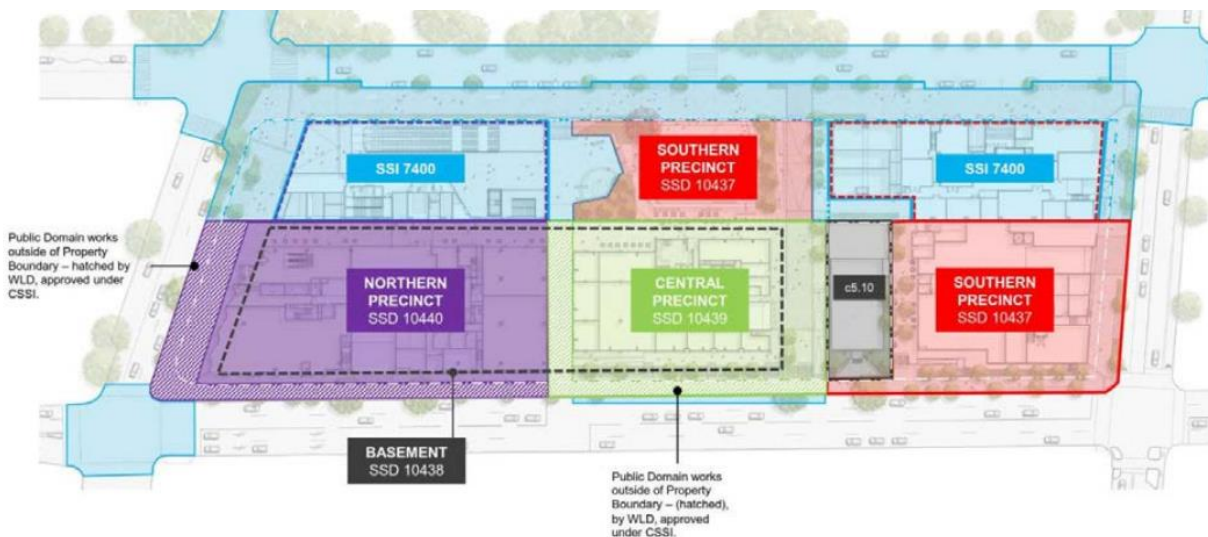 SSI 7400
SOUTHERN
PRECINCT
SSD 10437
SSI 7400
Public Domain works
outside of Property
Boundary – hatched by
WLD, approved under
CSSI.
NORTHERN
PRECINCT
SSD 10440
CENTRAL
PRECINCT
SSD 10439
c5.10
SOUTHERN
PRECINCT
SSD 10437
BASEMENT
SSD 10438
Public Domain works
outside of Property
Boundary – (hatched),
by WLD, approved
under CSSI.